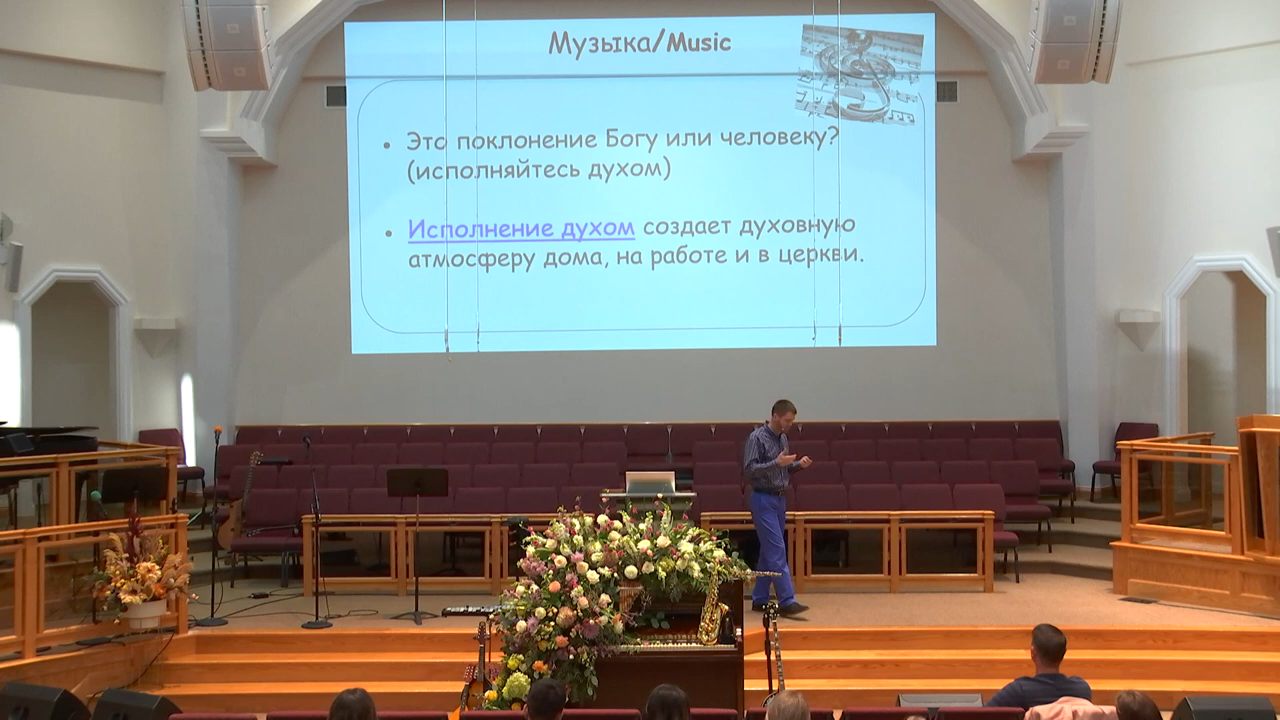 Музыка/Music
• Это поклонение Богу или человеку?
(исполняйтесь духом)
• Исполнение духом создает духовную
атмосферу дома, на работе и в церкви.